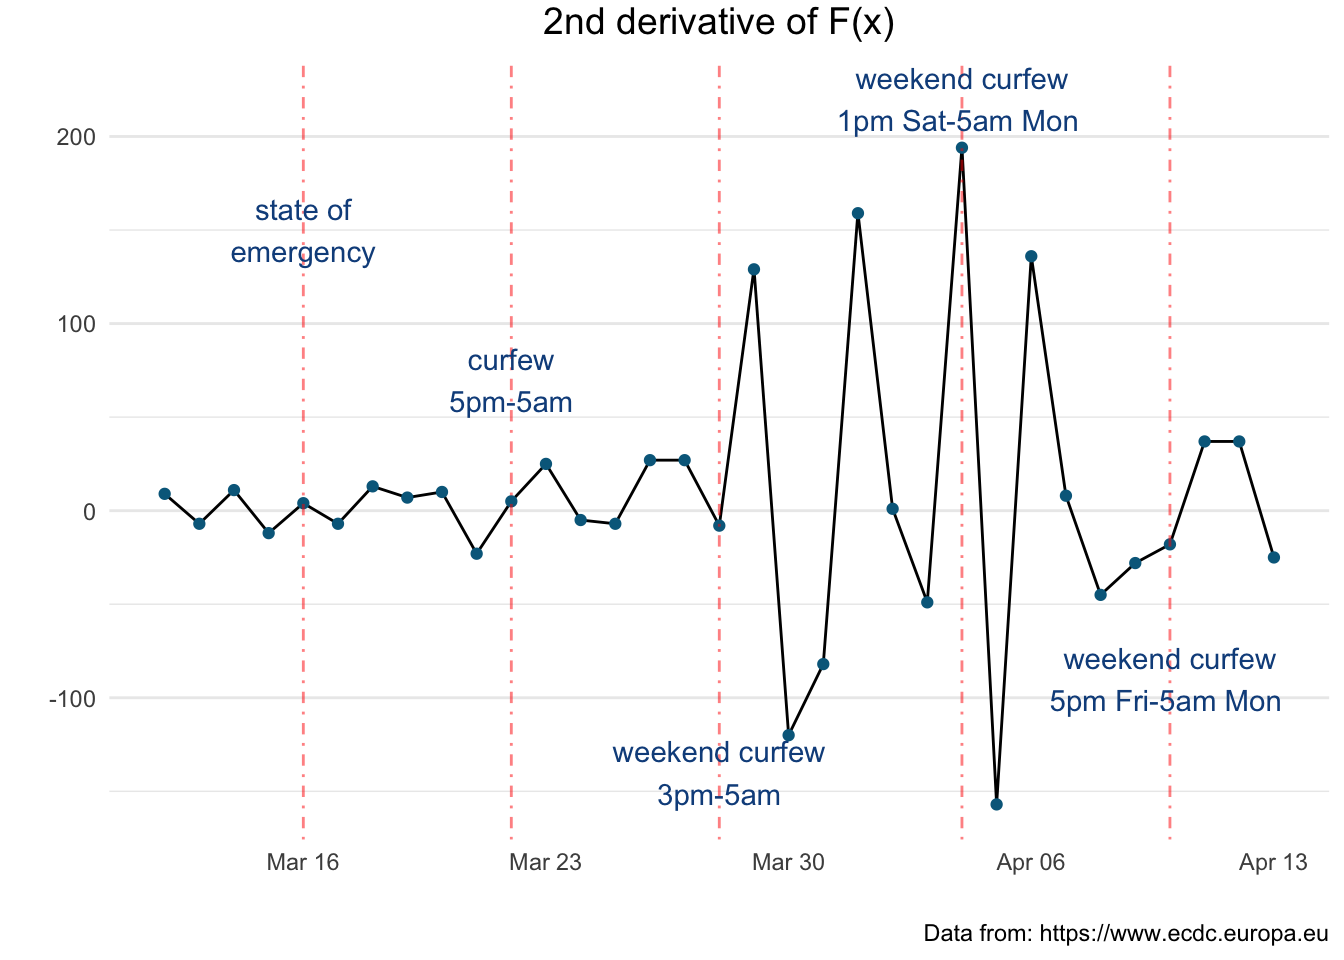 2nd derivative of F(x)
weekend curfew
1pm Sat-5am Mon
200
state of
emergency
100
curfew
5pm-5am
0
weekend curfew
5pm Fri-5am Mon
-100
weekend curfew
3pm-5am
Mar 16
Mar 23
Mar 30
Apr 06
Apr 13
Data from: https://www.ecdc.europa.eu